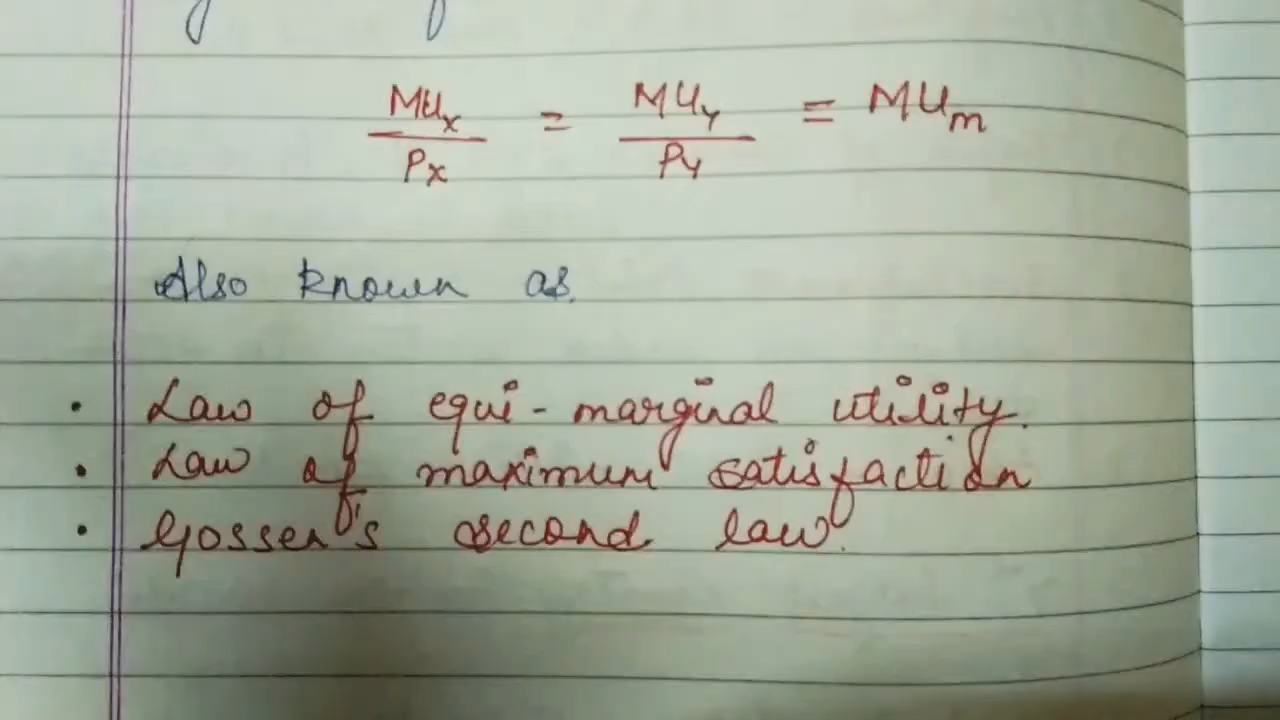 MUx/Px = MUy/Py = MUm
Also known as
• Law of equi-marginal utility.
• Law of maximum satisfaction
• Gossen's second law.